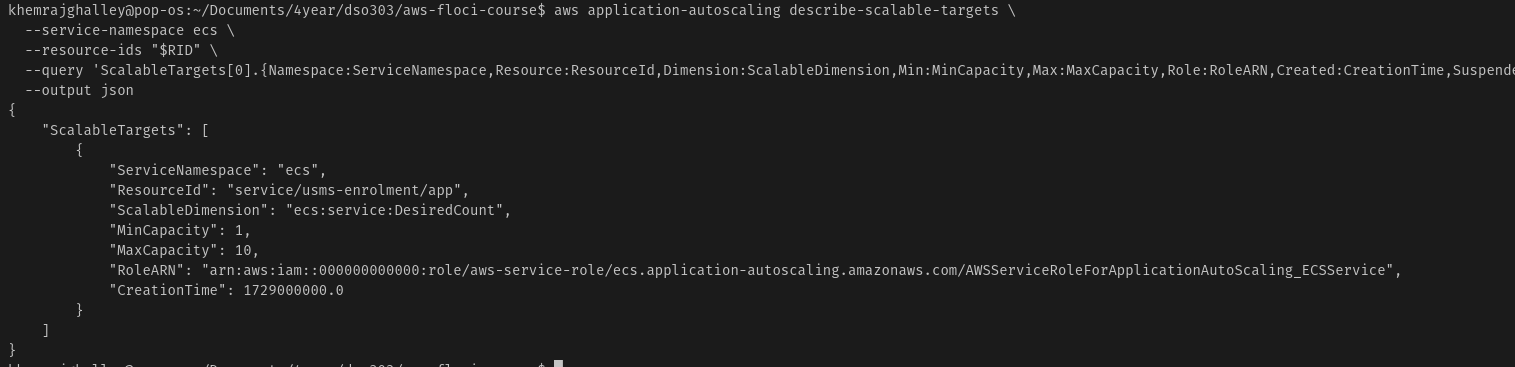 khemrajghalley@pop-os:~/Documents/4year/dso303/aws-floci-course$ aws application-autoscaling describe-scalable-targets \
  --service-namespace ecs \
  --resource-ids "$RID" \
  --query 'ScalableTargets[0].{Namespace:ServiceNamespace,Resource:ResourceId,Dimension:ScalableDimension,Min:MinCapacity,Max:MaxCapacity,Role:RoleARN,Created:CreationTime,Suspende
  --output json
{
    "ScalableTargets": [
        {
            "ServiceNamespace": "ecs",
            "ResourceId": "service/usms-enrolment/app",
            "ScalableDimension": "ecs:service:DesiredCount",
            "MinCapacity": 1,
            "MaxCapacity": 10,
            "RoleARN": "arn:aws:iam::000000000000:role/aws-service-role/ecs.application-autoscaling.amazonaws.com/AWSServiceRoleForApplicationAutoScaling_ECSService",
            "CreationTime": 1729000000.0
        }
    ]
}